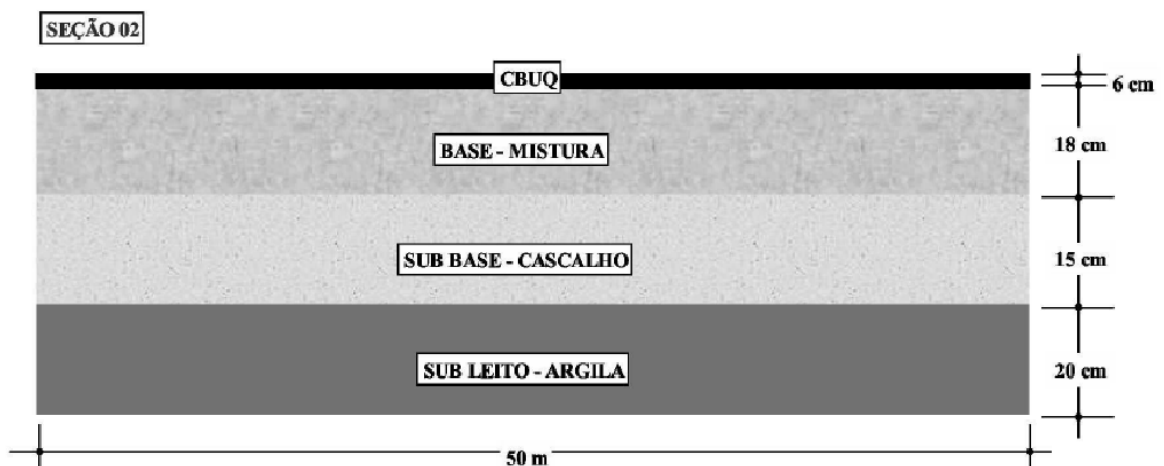 SEÇÃO 02
CBUQ
6 cm
BASE - MISTURA
18 cm
SUB BASE - CASCALHO
15 cm
SUB LEITO - ARGILA
20 cm
50 m